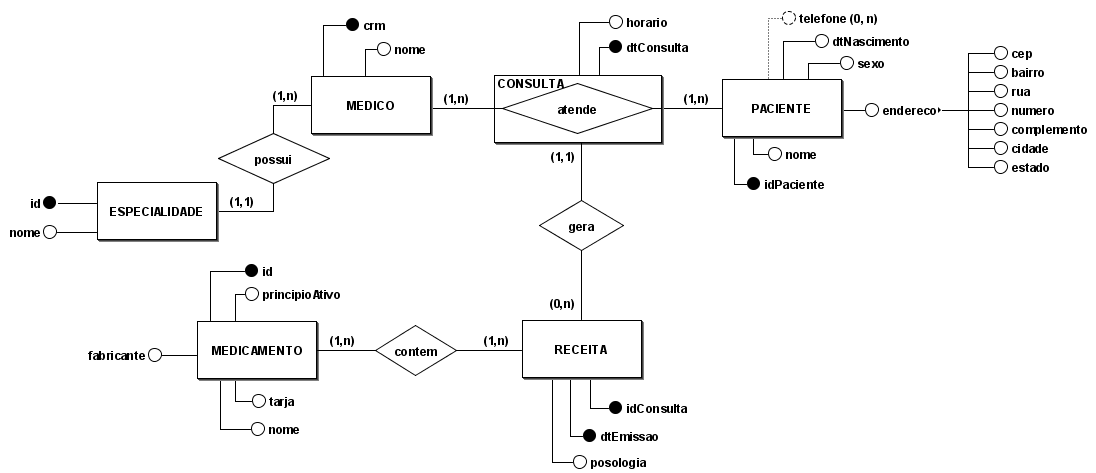 telefone (0, n)
crm
horario
dtNascimento
nome
dtConsulta
cep
sexo
bairro
CONSULTA
rua
(1,n)
MEDICO
(1,n)
atende
(1,n)
PACIENTE
endereco
numero
complemento
cidade
possui
(1,1)
nome
estado
idPaciente
id
ESPECIALIDADE
(1,1)
nome
gera
id
principioAtivo
(0,n)
fabricante
MEDICAMENTO
(1,n)
contem
(1,n)
RECEITA
tarja
idConsulta
nome
dtEmissao
posologia